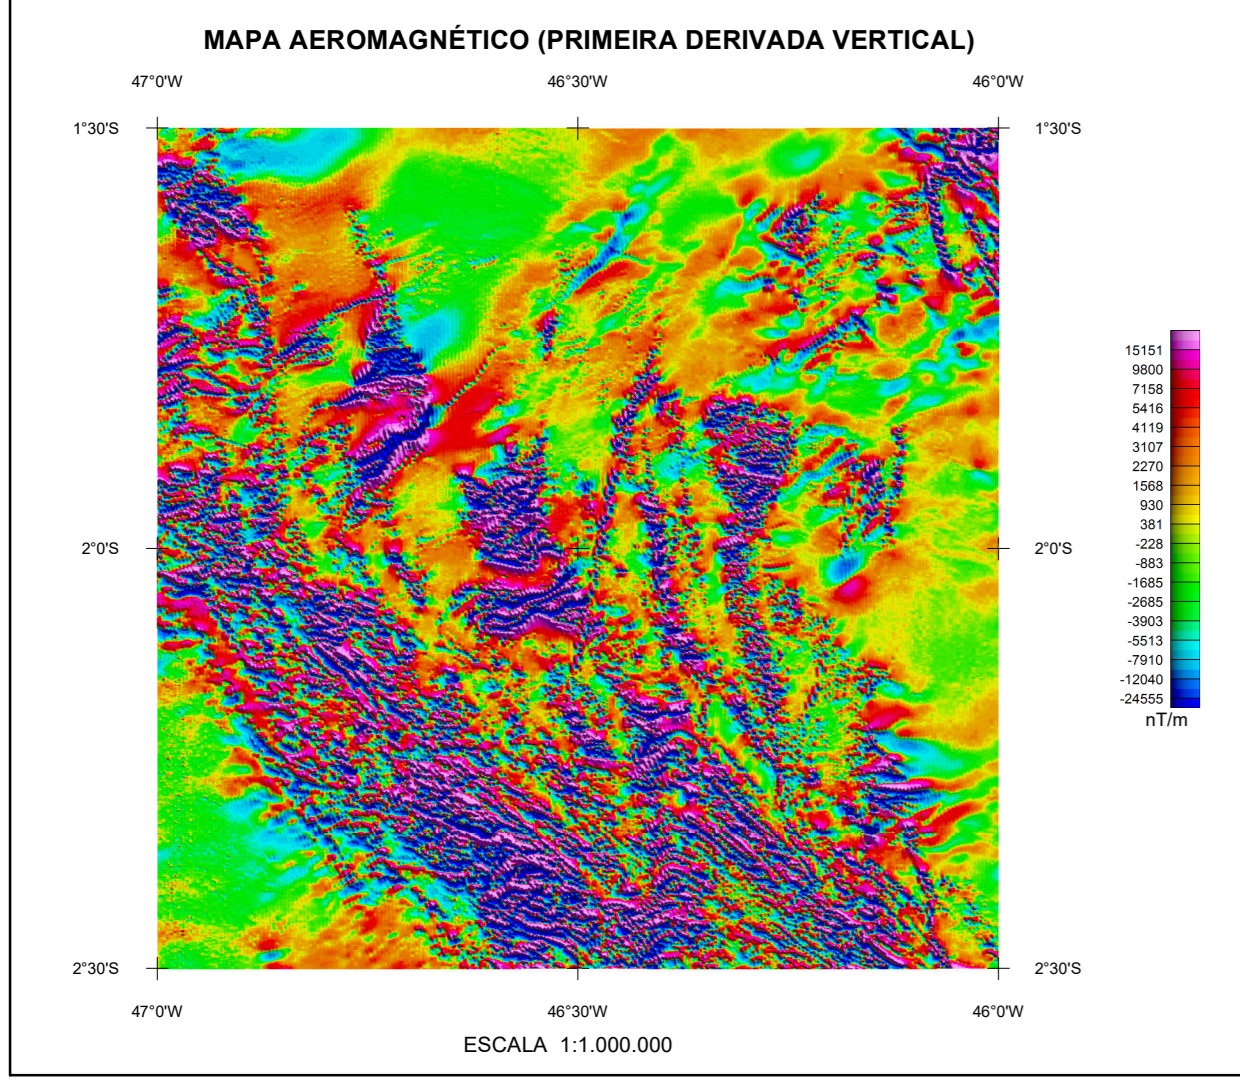 MAPA AEROMAGNÉTICO (PRIMEIRA DERIVADA VERTICAL)
47°0'W 46°30'W 46°0'W
1°30'S 1°30'S
15151
9800
7158
5416
4119
3107
2270
1568
930
381
-228
-883
-1685
-2685
-3903
-5513
-7910
-12040
-24555
nT/m
2°0'S 2°0'S
2°30'S 2°30'S
47°0'W 46°30'W 46°0'W
ESCALA 1:1.000.000